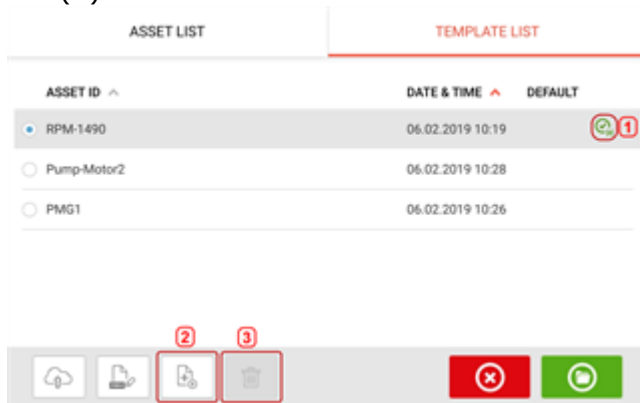 ASSET LIST TEMPLATE LIST
ASSET ID DATE & TIME DEFAULT
RPM-1490 06.02.2019 10:19 1
Pump-Motor2 06.02.2019 10:28
PMG1 06.02.2019 10:26
2 3